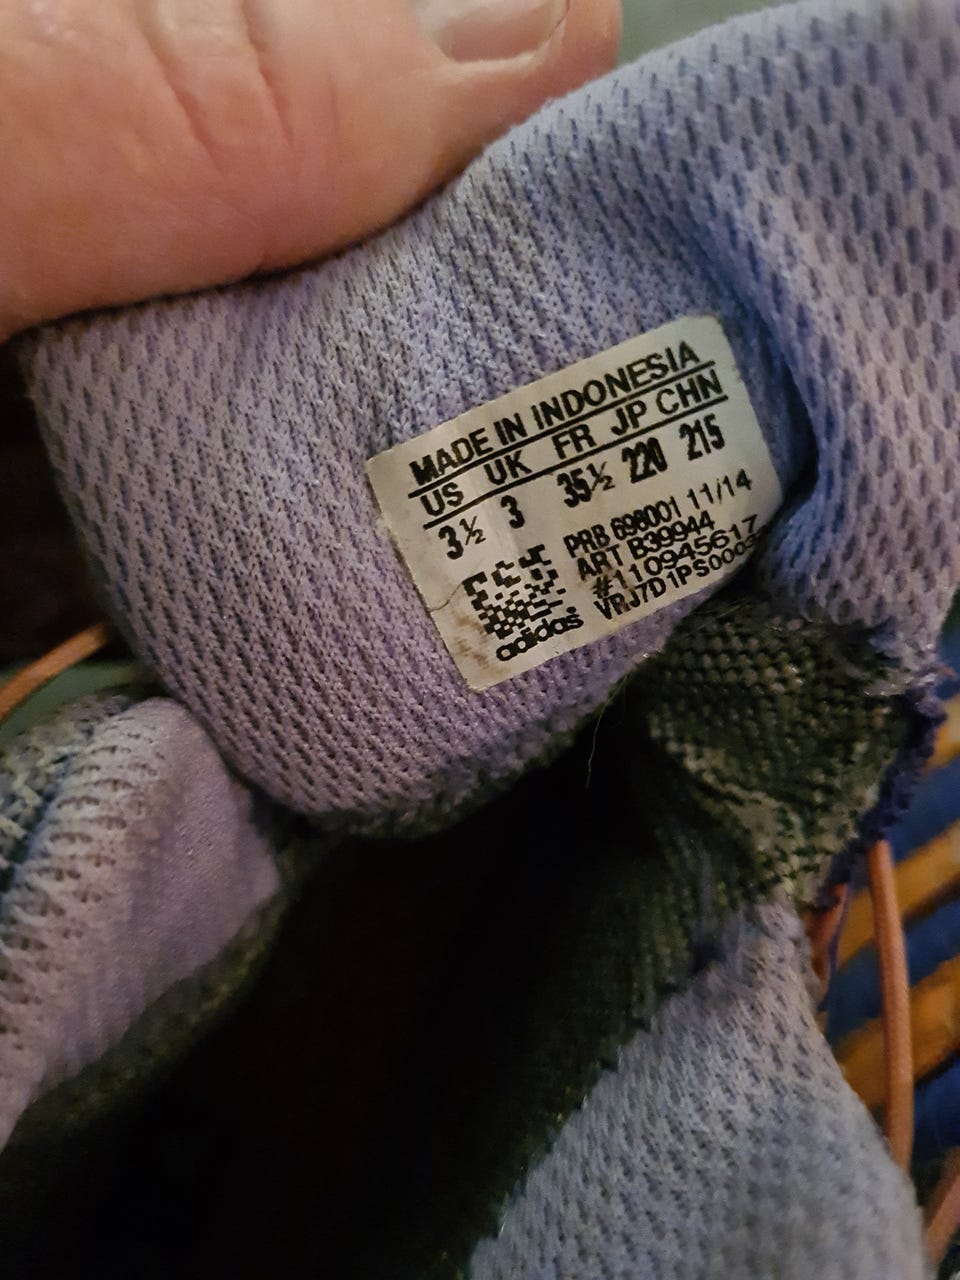 MADE IN INDONESIA
US UK FR JP CHN
3½ 3 35½ 220 215
PRB 698001 11/14
ART B39944
#110945617
adidas